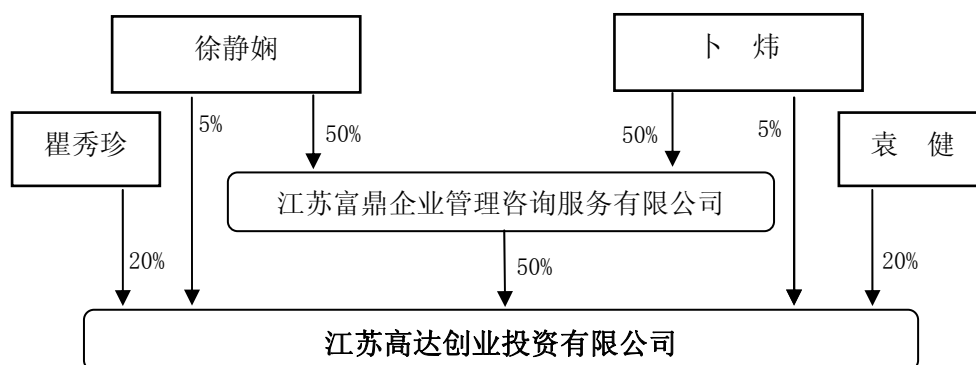 徐静娴
卜 炜
瞿秀珍
5%
50%
50%
5%
袁 健
江苏富鼎企业管理咨询服务有限公司
20%
50%
20%
江苏高达创业投资有限公司